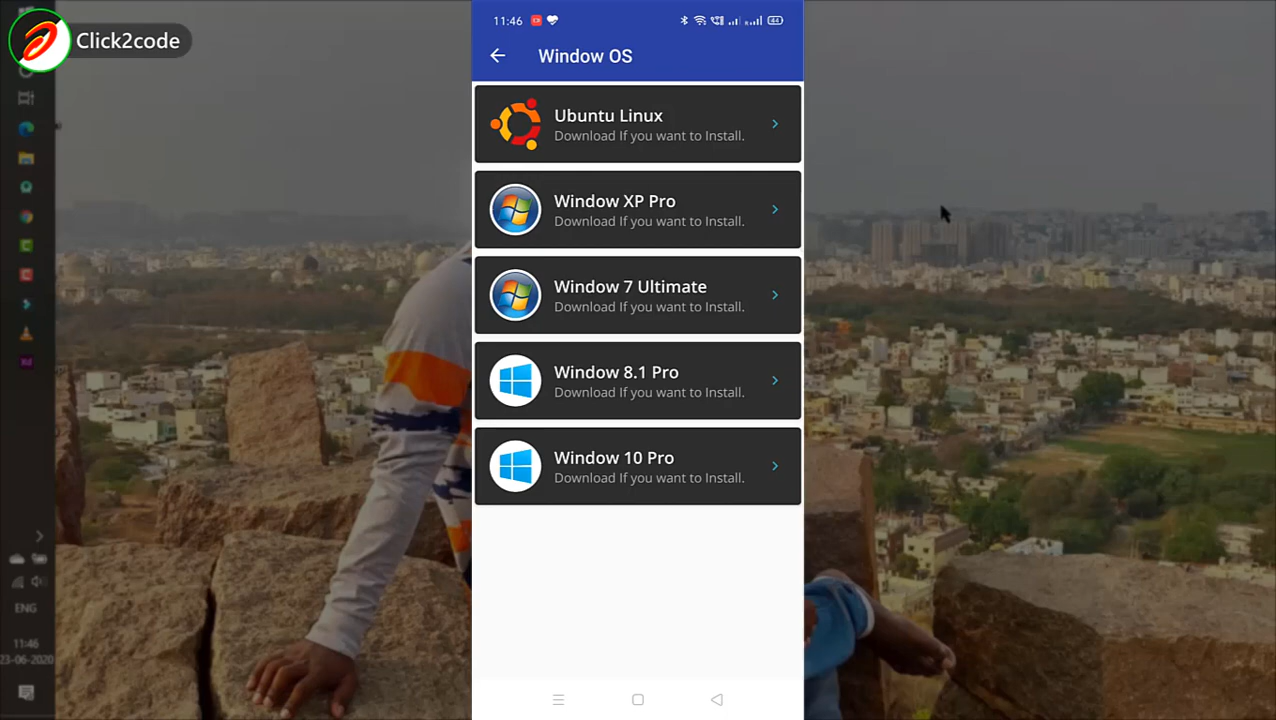 Click2code
11:46
44
Window OS
Ubuntu Linux
Download If you want to Install.
Window XP Pro
Download If you want to Install.
Window 7 Ultimate
Download If you want to Install.
Window 8.1 Pro
Download If you want to Install.
Window 10 Pro
Download If you want to Install.
ENG
11:46
23-06-2020